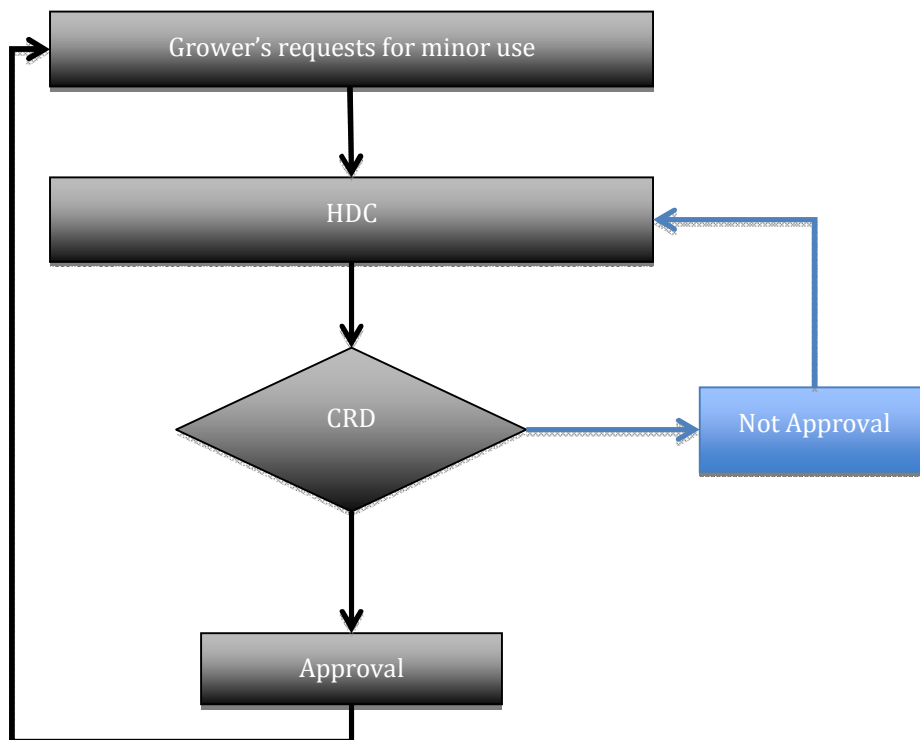 Grower’s requests for minor use
HDC
CRD
Not Approval
Approval